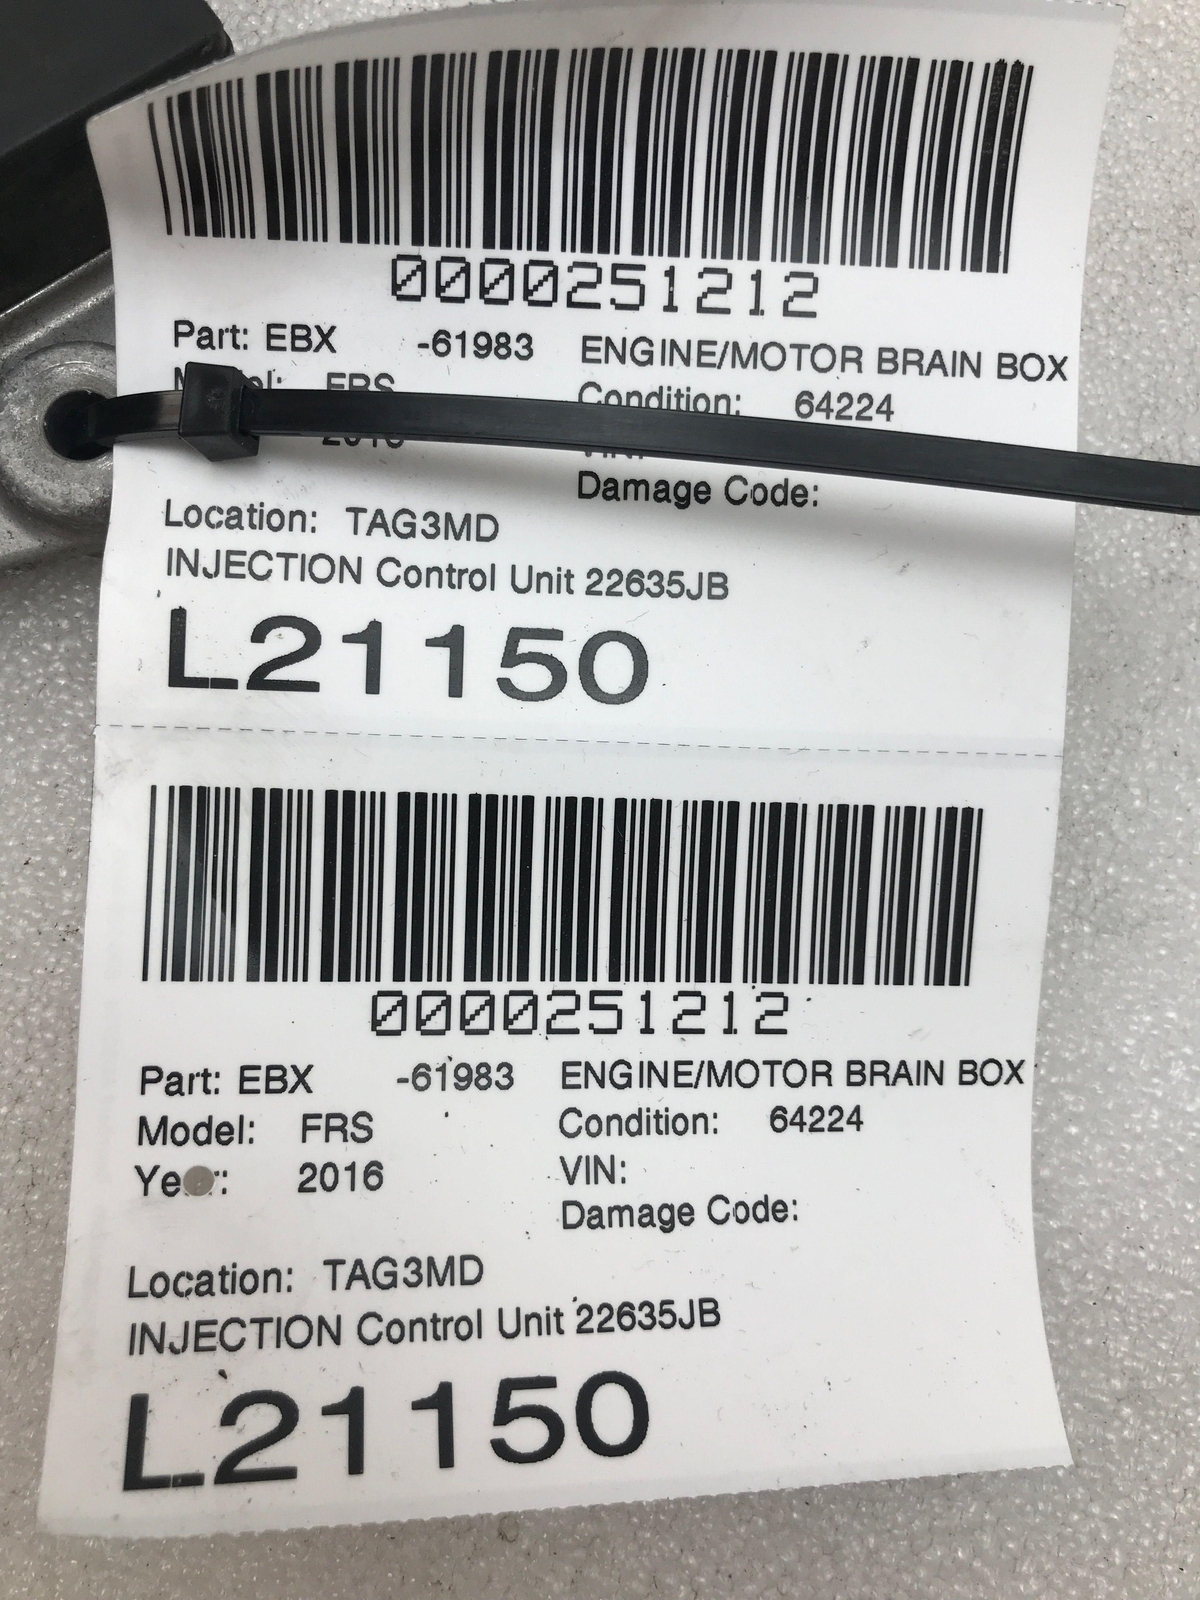 0000251212
Part: EBX -61983 ENGINE/MOTOR BRAIN BOX
FRS Condition: 64224
2016
Damage Code:
Location: TAG3MD
INJECTION Control Unit 22635JB
L21150
0000251212
Part: EBX -61983 ENGINE/MOTOR BRAIN BOX
Model: FRS Condition: 64224
2016 VIN:
Damage Code:
Location: TAG3MD
INJECTION Control Unit 22635JB
L21150